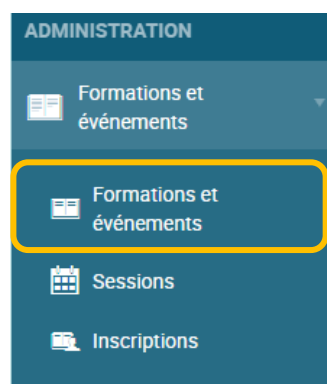 ADMINISTRATION
Formations et
événements
Formations et
événements
Sessions
Inscriptions